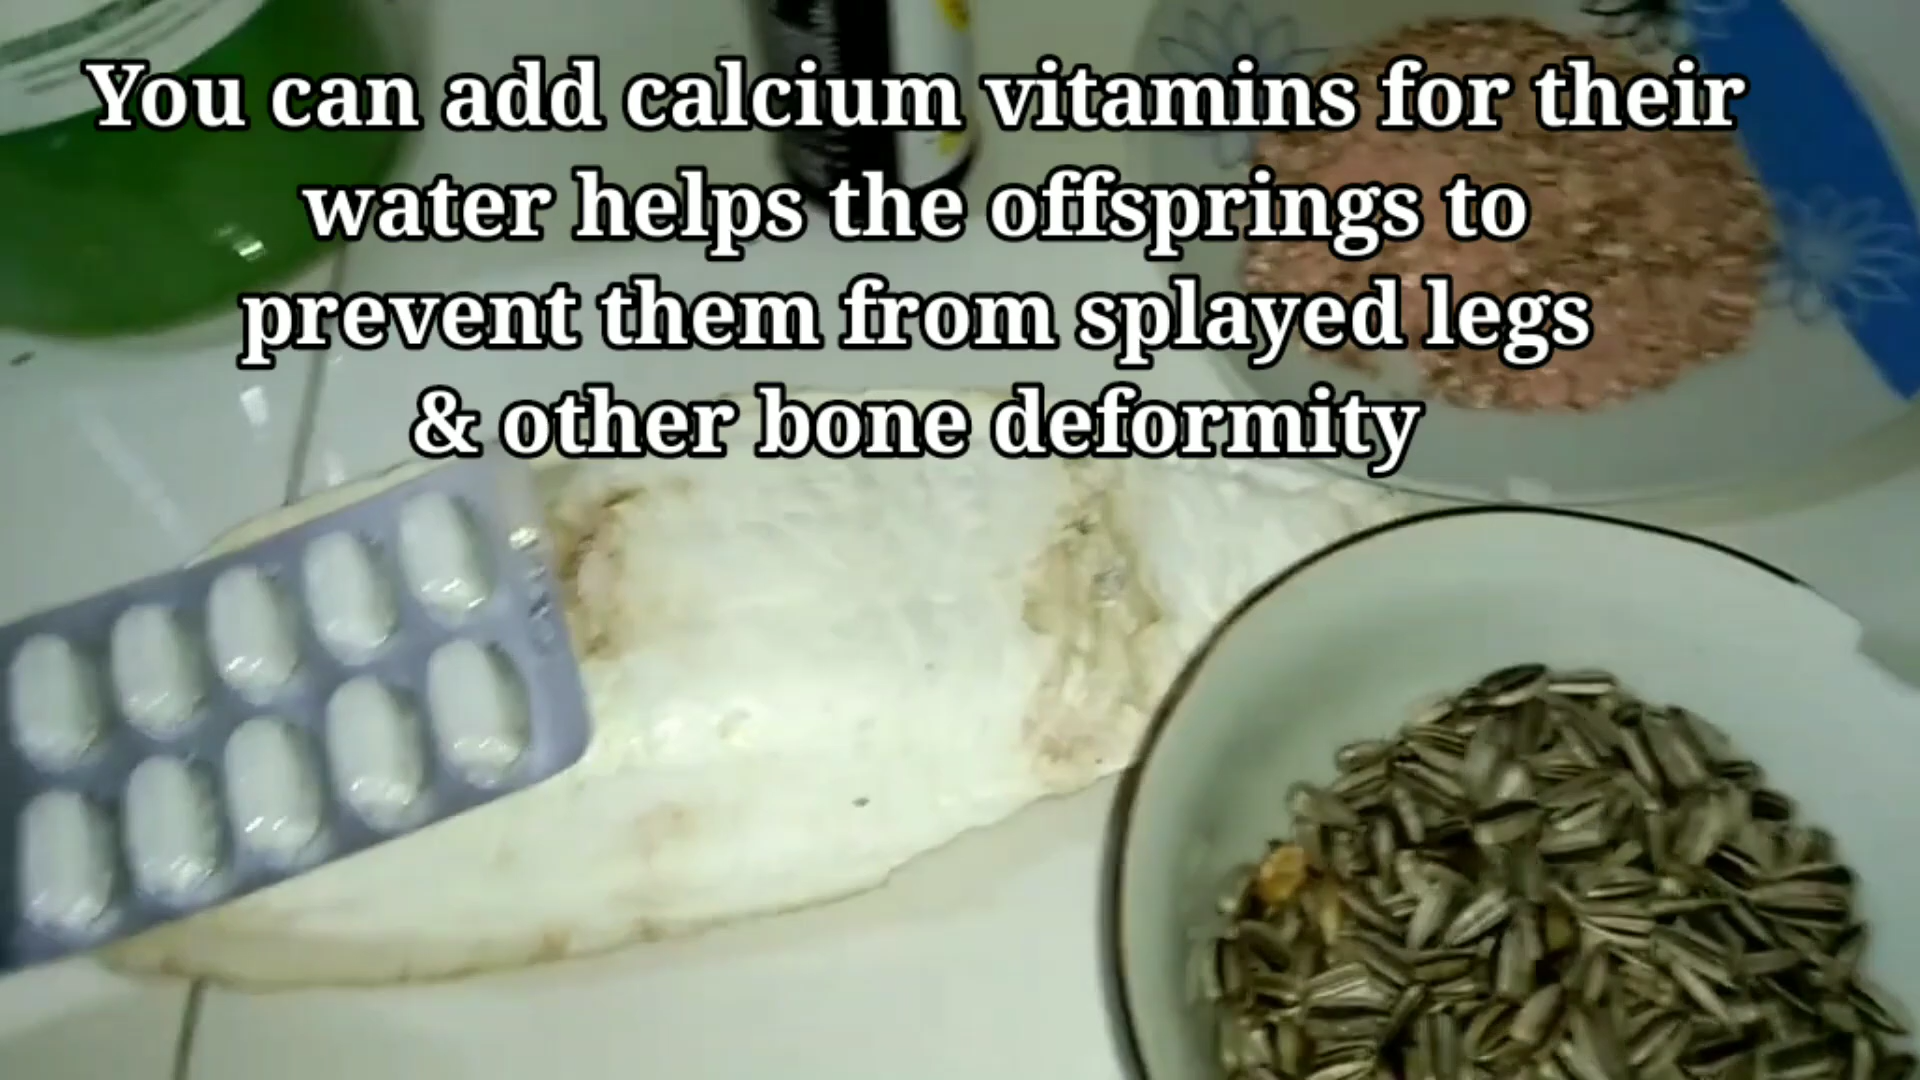 You can add calcium vitamins for their
water helps the offsprings to
prevent them from splayed legs
& other bone deformity